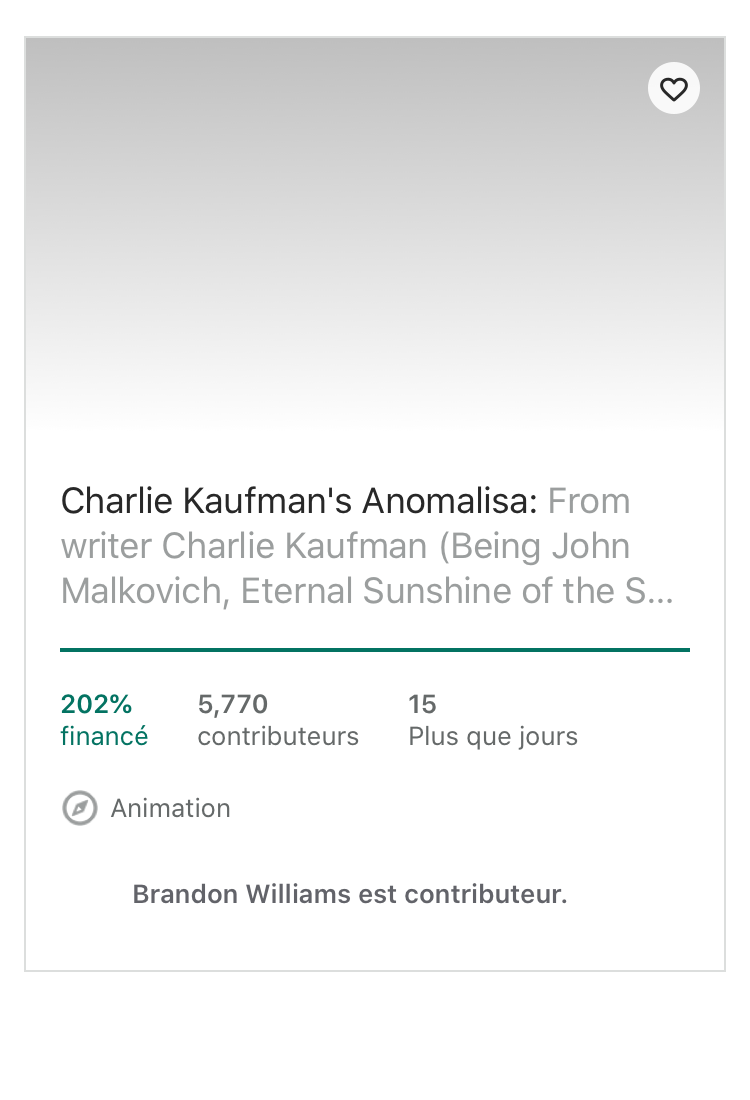 Charlie Kaufman's Anomalisa: From
writer Charlie Kaufman (Being John
Malkovich, Eternal Sunshine of the S...
202%
financé
5,770
contributeurs
15
Plus que jours
Animation
Brandon Williams est contributeur.